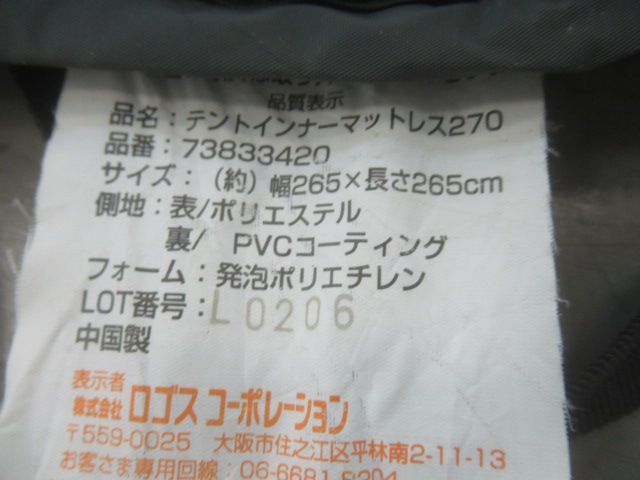 品質表示
品名：テントインナーマットレス270
品番：73833420
サイズ：（約）幅265×長さ265cm
側地：表/ポリエステル
裏/ PVCコーティング
フォーム：発泡ポリエチレン
LOT番号：L0206
中国製
表示者
株式会社 ロゴス コーポレーション
〒559-0025 大阪市住之江区平林南2-11-13
お客さま専用回線：06-6681-8204